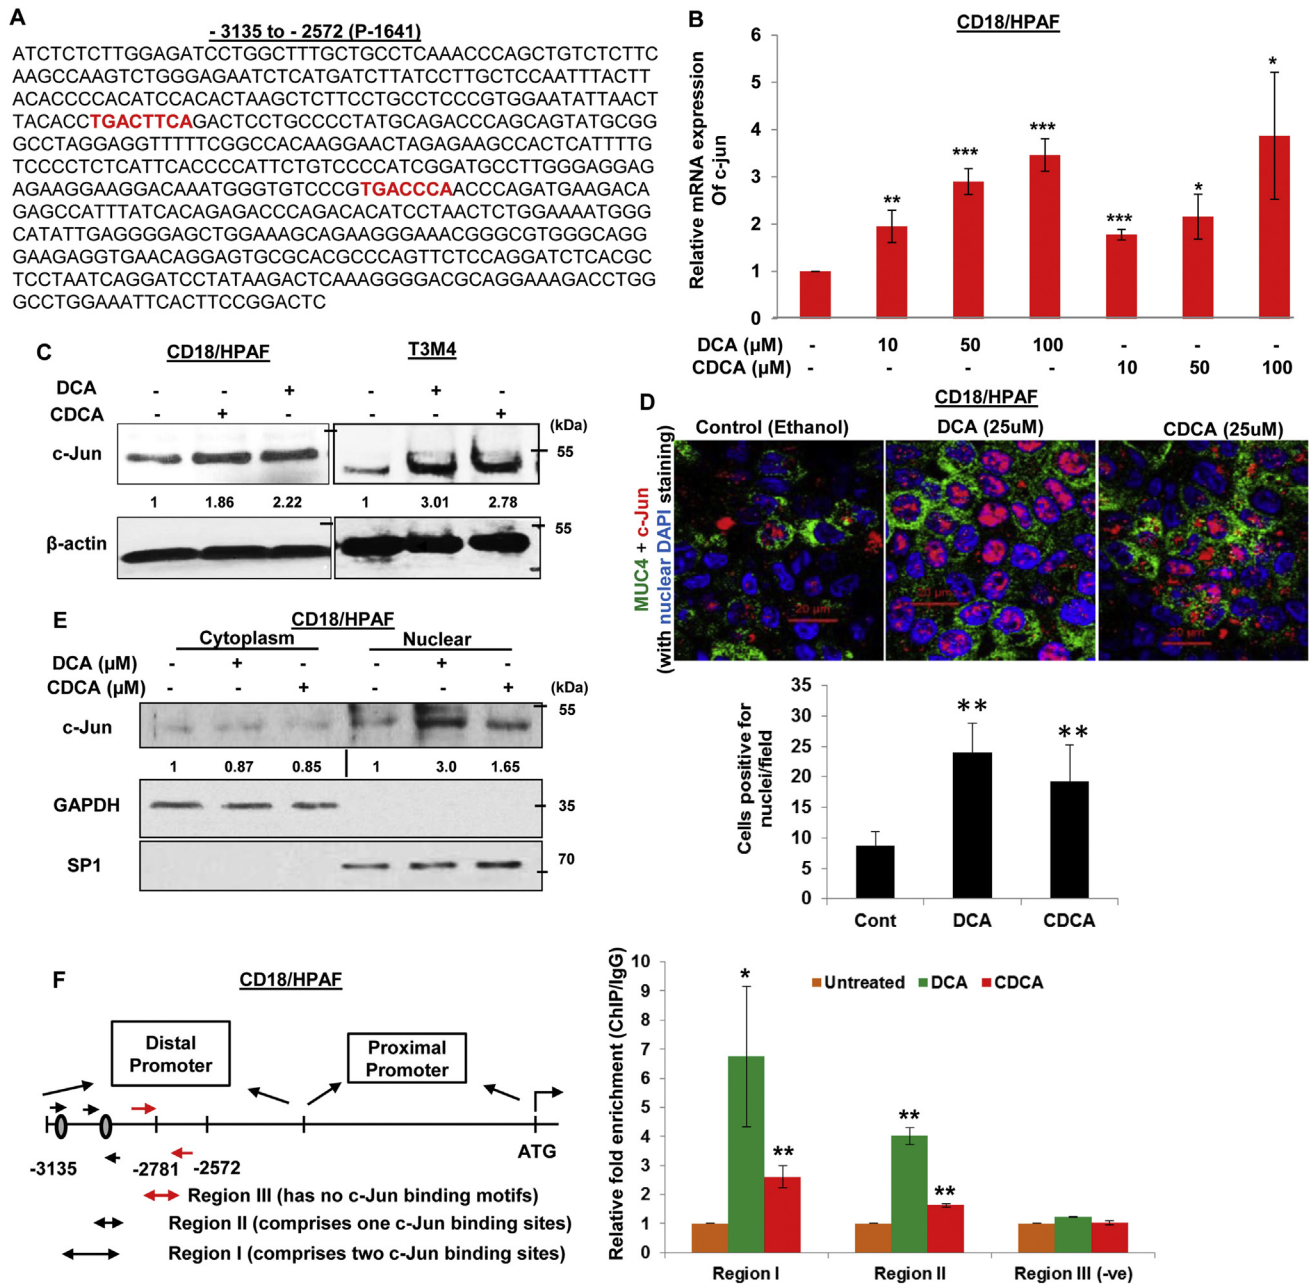 A
- 3135 to - 2572 (P-1641)
ATCTCTCTTGGAGATCCTGGCTTTGCTGCCTCAAACCCAGCTGTCTCTTC
AAGCCAAGTCTGGGAGAATCTCATGATCTTATCCTTGCTCCAATTTACTT
ACACCCCACATCCACACTAAGCTCTTCCTGCCTCCCGTGGAATATTAACT
TACACCTGACTTCAGACTCCTGCCCCTATGCAGACCCAGCAGTATGCGG
GCCTAGGAGGTTTTTCGGCCACAAGGAACTAGAGAAGCCACTCATTTTG
TCCCCTCTCATTCACCCCATTCTGTCCCCATCGGATGCCTTGGGAGGAG
AGAAGGAAGGACAAATGGGTGTCCCGTGACCCAACCCAGATGAAGACA
GAGCCATTTATCACAGAGACCCAGACACATCCTAACTCTGGAAAATGGG
CATATTGAGGGGAGCTGGAAAGCAGAAGGGAAACGGGCGTGGGCAGG
GAAGAGGTGAACAGGAGTGCGCACGCCCAGTTCTCCAGGATCTCACGC
TCCTAATCAGGATCCTATAAGACTCAAAGGGGACGCAGGAAAGACCTGG
GCCTGGAAATTCACTTCCGGACTC
B
CD18/HPAF
Relative mRNA expression
Of c-jun
6
5
4
3
2
1
0
** *** *** *** * *
DCA (µM) - 10 50 100 - - -
CDCA (µM) - - - - 10 50 100
C
CD18/HPAF T3M4
DCA - - + - + -
CDCA - + - - - +
(kDa)
c-Jun 55
1 1.86 2.22 1 3.01 2.78
β-actin 55
D
CD18/HPAF
Control (Ethanol) DCA (25uM) CDCA (25uM)
MUC4 + c-Jun
(with nuclear DAPI staining)
20 µm 20 µm
Cells positive for
nuclei/field
35
30
25
20
15
10
5
0
** **
Cont DCA CDCA
E
CD18/HPAF
Cytoplasm Nuclear
DCA (µM) - + - - + -
CDCA (µM) - - + - - +
(kDa)
c-Jun 55
1 0.87 0.85 1 3.0 1.65
GAPDH 35
SP1 70
F
CD18/HPAF
Distal
Promoter
Proximal
Promoter
-3135 -2781 -2572 ATG
Region III (has no c-Jun binding motifs)
Region II (comprises one c-Jun binding sites)
Region I (comprises two c-Jun binding sites)
Relative fold enrichment (ChIP/IgG)
10
9
8
7
6
5
4
3
2
1
0
Untreated DCA CDCA
* ** ** **
Region I Region II Region III (-ve)